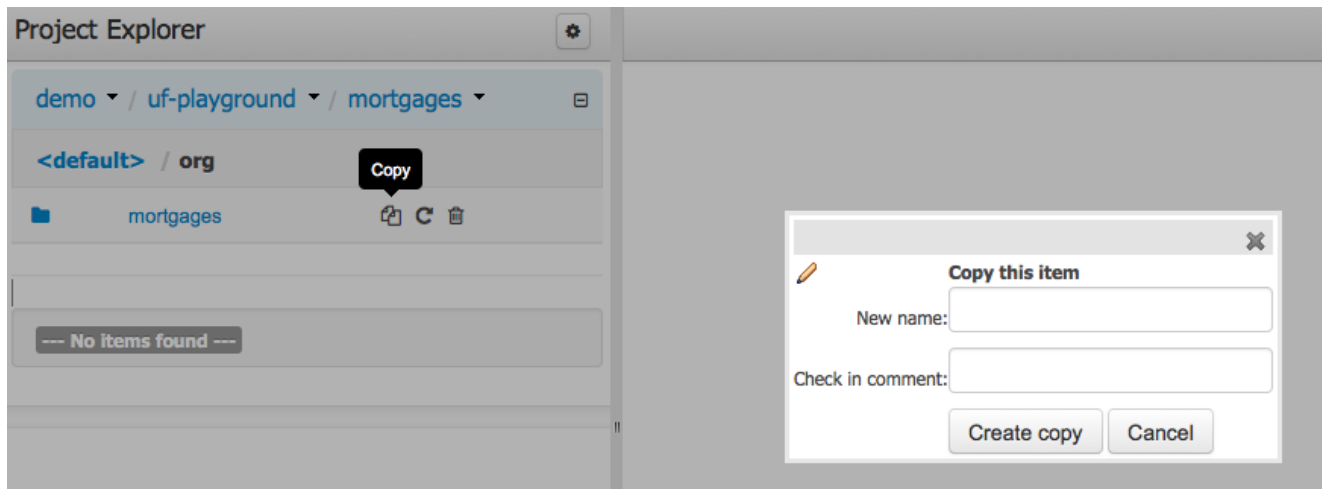 Project Explorer
demo / uf-playground / mortgages
<default> / org
Copy
mortgages
--- No items found ---
Copy this item
New name:
Check in comment:
Create copy Cancel